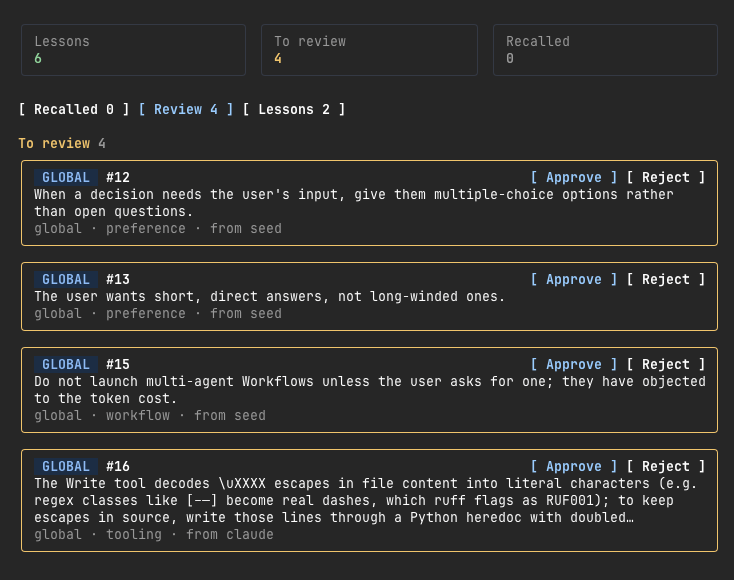 Lessons To review Recalled
6 4 0
[ Recalled 0 ] [ Review 4 ] [ Lessons 2 ]
To review 4
GLOBAL #12 [ Approve ] [ Reject ]
When a decision needs the user's input, give them multiple-choice options rather
than open questions.
global · preference · from seed
GLOBAL #13 [ Approve ] [ Reject ]
The user wants short, direct answers, not long-winded ones.
global · preference · from seed
GLOBAL #15 [ Approve ] [ Reject ]
Do not launch multi-agent Workflows unless the user asks for one; they have objected
to the token cost.
global · workflow · from seed
GLOBAL #16 [ Approve ] [ Reject ]
The Write tool decodes \uXXXX escapes in file content into literal characters (e.g.
regex classes like [–—] become real dashes, which ruff flags as RUF001); to keep
escapes in source, write those lines through a Python heredoc with doubled…
global · tooling · from claude